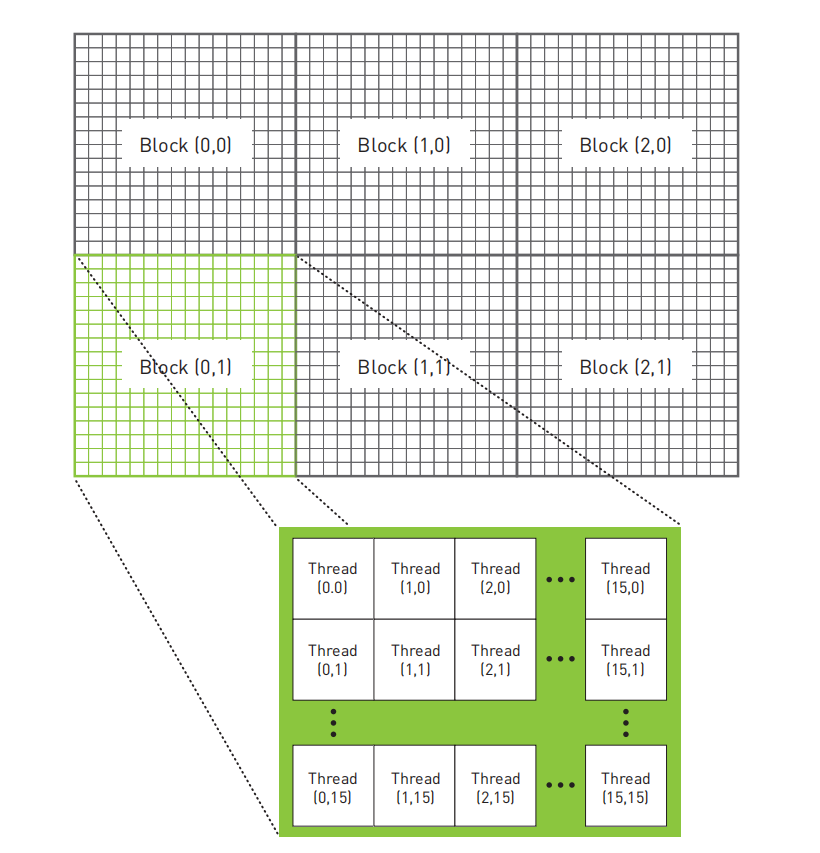 Block (0,0)
Block (1,0)
Block (2,0)
Block (0,1)
Block (1,1)
Block (2,1)
Thread
(0.0)
Thread
(1,0)
Thread
(2,0)
•••
Thread
(15,0)
Thread
(0,1)
Thread
(1,1)
Thread
(2,1)
•••
Thread
(15,1)
Thread
(0,15)
Thread
(1,15)
Thread
(2,15)
•••
Thread
(15,15)